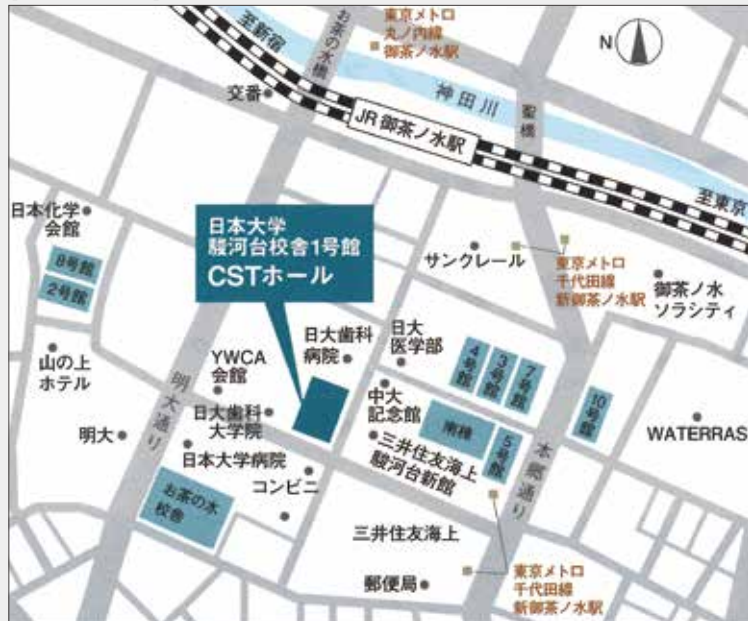 東京メトロ
丸ノ内線
御茶ノ水駅
N
至新宿
お茶の水橋
交番
神田川
聖橋
JR 御茶ノ水駅
至東京
日本化学
会館
8号館
2号館
日本大学
駿河台校舎1号館
CSTホール
サンクレール
東京メトロ
千代田線
新御茶ノ水駅
御茶ノ水
ソラシティ
山の上
ホテル
YWCA
会館
日大歯科
病院
日大
医学部
4号館
3号館
7号館
10号館
明大通り
明大
日大歯科
大学院
中大
記念館
南棟
5号館
本郷通り
WATERRAS
日本大学病院
コンビニ
三井住友海上
駿河台新館
お茶の水
校舎
三井住友海上
郵便局
東京メトロ
千代田線
新御茶ノ水駅